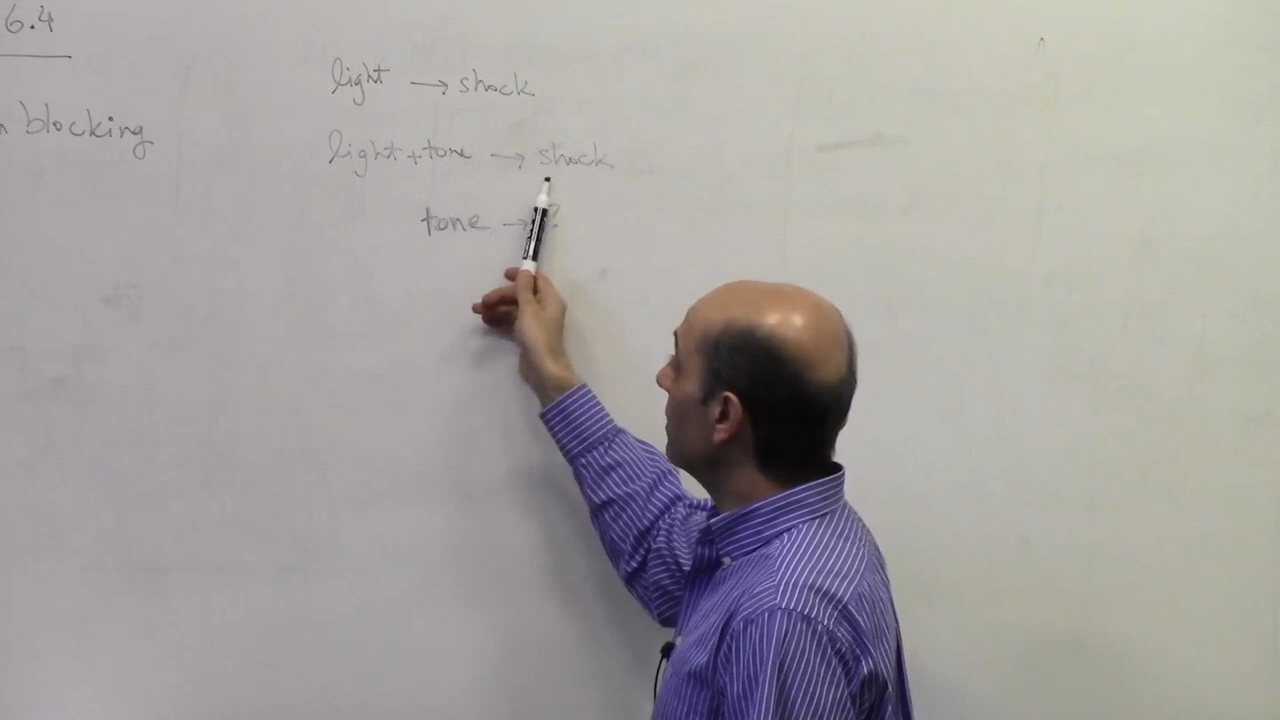 6.4
blocking
light → shock
light + tone → shock
tone → ?